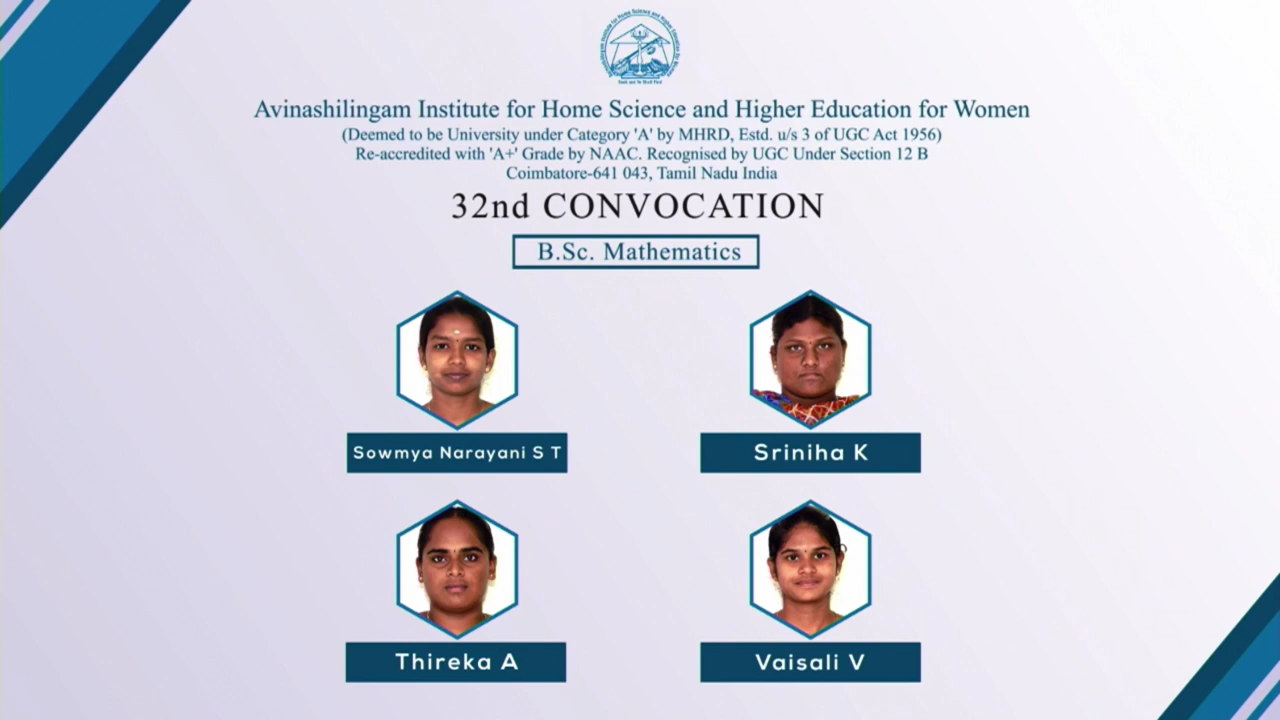 Avinashilingam Institute for Home Science and Higher Education for Women
(Deemed to be University under Category 'A' by MHRD, Estd. u/s 3 of UGC Act 1956)
Re-accredited with 'A+' Grade by NAAC. Recognised by UGC Under Section 12 B
Coimbatore-641 043, Tamil Nadu India
32nd CONVOCATION
B.Sc. Mathematics
Sowmya Narayani S T
Sriniha K
Thireka A
Vaisali V